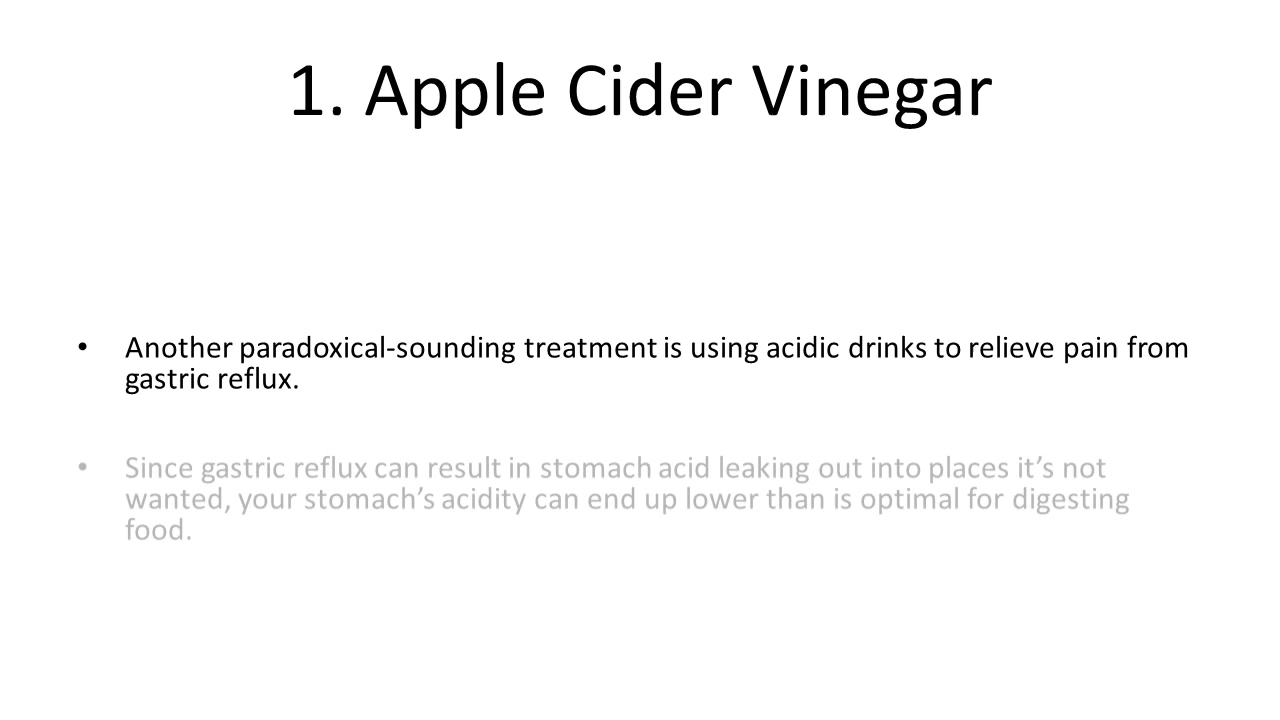 1. Apple Cider Vinegar
• Another paradoxical-sounding treatment is using acidic drinks to relieve pain from
gastric reflux.
• Since gastric reflux can result in stomach acid leaking out into places it’s not
wanted, your stomach’s acidity can end up lower than is optimal for digesting
food.